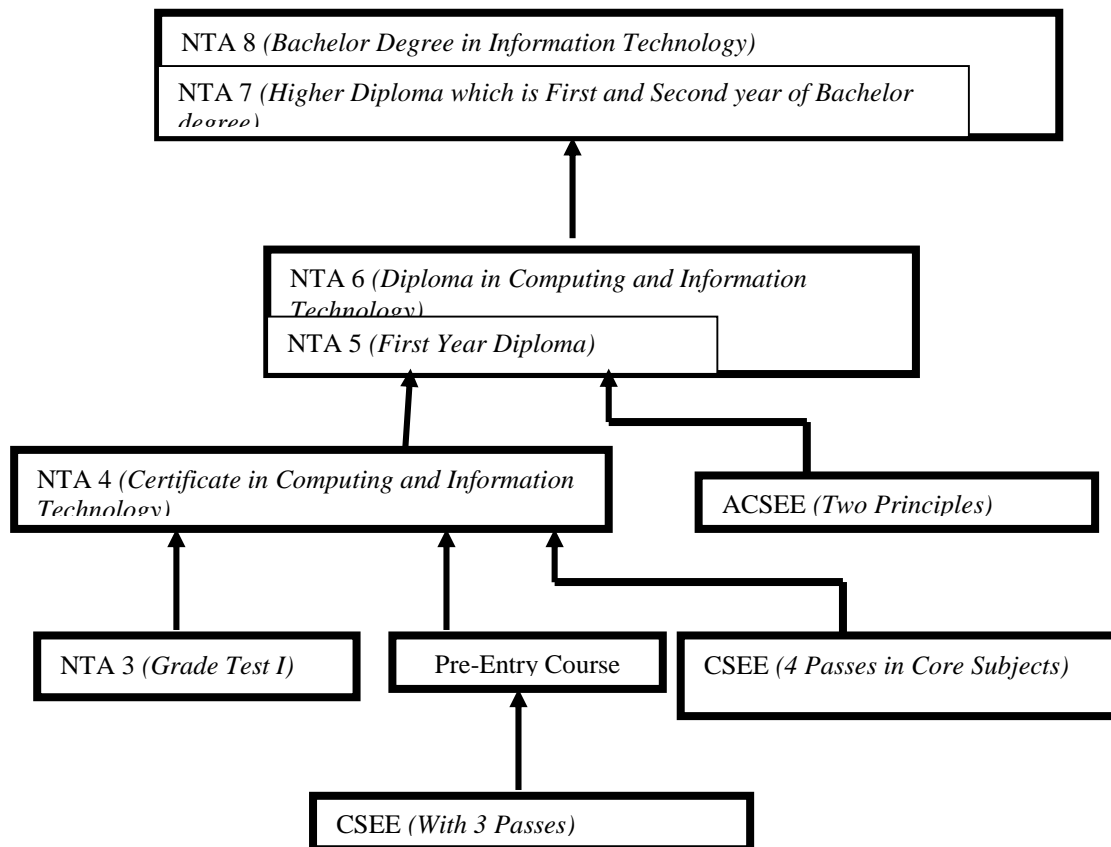 NTA 8 (Bachelor Degree in Information Technology)
NTA 7 (Higher Diploma which is First and Second year of Bachelor
degree)
NTA 6 (Diploma in Computing and Information
Technology)
NTA 5 (First Year Diploma)
NTA 4 (Certificate in Computing and Information
Technology)
ACSEE (Two Principles)
NTA 3 (Grade Test I)
Pre-Entry Course
CSEE (4 Passes in Core Subjects)
CSEE (With 3 Passes)